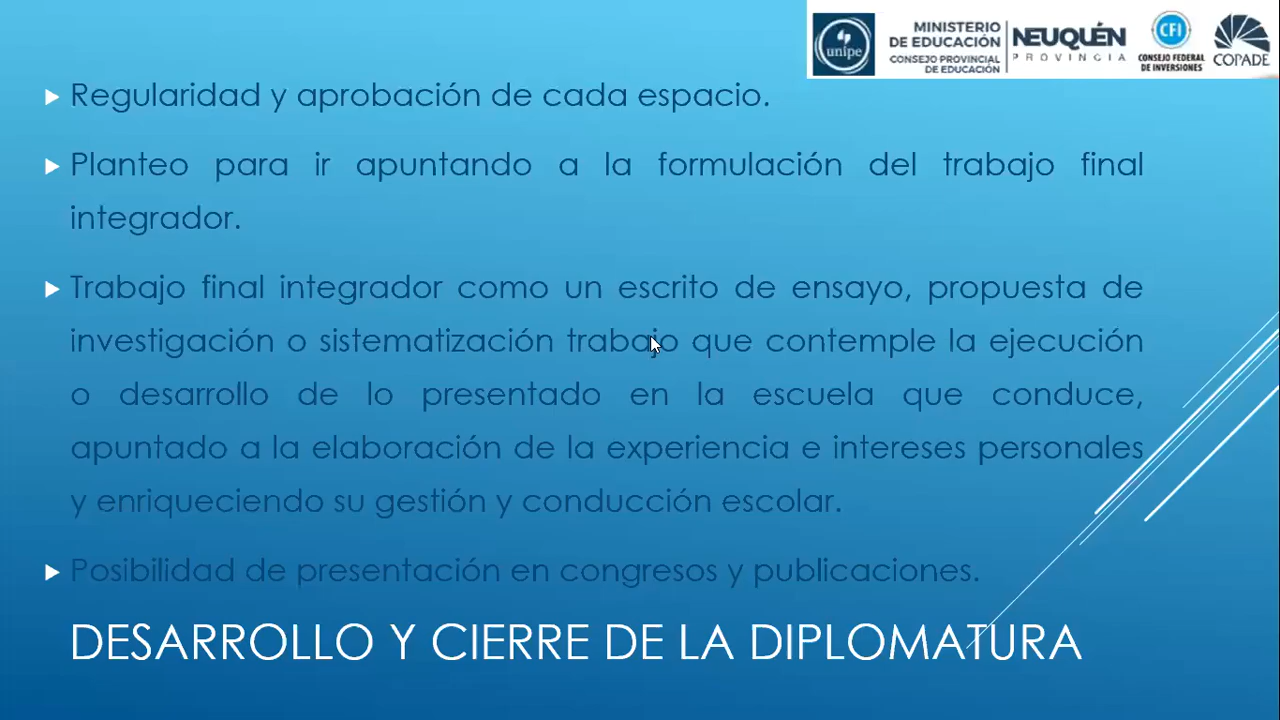 unipe
MINISTERIO
DE EDUCACIÓN
CONSEJO PROVINCIAL
DE EDUCACIÓN
NEUQUÉN
PROVINCIA
CFI
CONSEJO FEDERAL
DE INVERSIONES
COPADE
Regularidad y aprobación de cada espacio.
Planteo para ir apuntando a la formulación del trabajo final
integrador.
Trabajo final integrador como un escrito de ensayo, propuesta de
investigación o sistematización trabajo que contemple la ejecución
o desarrollo de lo presentado en la escuela que conduce,
apuntado a la elaboración de la experiencia e intereses personales
y enriqueciendo su gestión y conducción escolar.
Posibilidad de presentación en congresos y publicaciones.
DESARROLLO Y CIERRE DE LA DIPLOMATURA